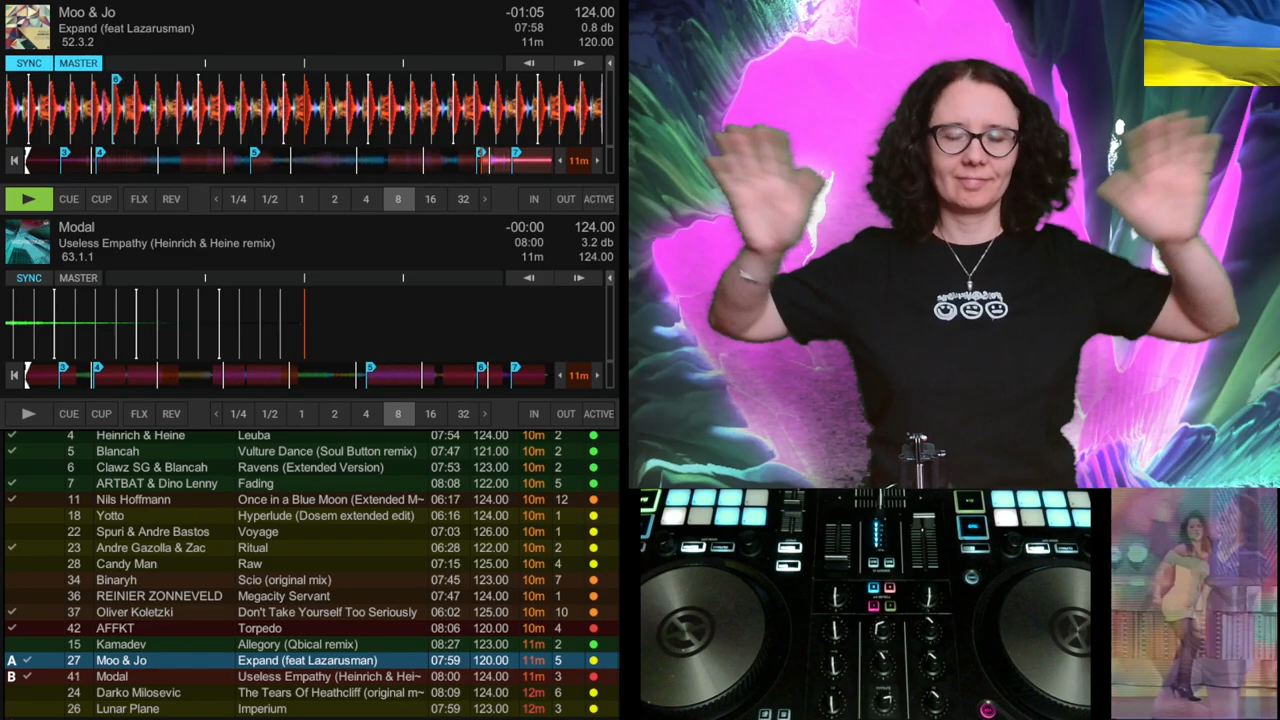 Moo & Jo -01:05 124.00
Expand (feat Lazarusman) 07:58 0.8 db
52.3.2 11m 120.00
SYNC MASTER
6
3 4 5 6 7 11m
CUE CUP FLX REV < 1/4 1/2 1 2 4 8 16 32 > IN OUT ACTIVE
Modal -00:00 124.00
Useless Empathy (Heinrich & Heine remix) 08:00 3.2 db
63.1.1 11m 124.00
SYNC MASTER
3 4 5 6 7 11m
CUE CUP FLX REV < 1/4 1/2 1 2 4 8 16 32 > IN OUT ACTIVE
4 Heinrich & Heine Leuba 07:54 124.00 10m 2
5 Blancah Vulture Dance (Soul Button remix) 07:47 121.00 10m 2
6 Clawz SG & Blancah Ravens (Extended Version) 07:53 123.00 10m 2
7 ARTBAT & Dino Lenny Fading 08:08 122.00 10m 5
11 Nils Hoffmann Once in a Blue Moon (Extended M~ 06:17 124.00 10m 12
18 Yotto Hyperlude (Dosem extended edit) 06:16 124.00 10m 1
22 Spuri & Andre Bastos Voyage 07:03 126.00 10m 1
23 Andre Gazolla & Zac Ritual 06:28 122.00 10m 2
28 Candy Man Raw 07:15 125.00 10m 4
34 Binaryh Scio (original mix) 07:45 123.00 10m 7
36 REINIER ZONNEVELD Megacity Servant 07:47 124.00 10m 1
37 Oliver Koletzki Don't Take Yourself Too Seriously 06:02 125.00 10m 10
42 AFFKT Torpedo 08:06 120.00 10m 4
15 Kamadev Allegory (Qbical remix) 08:27 123.00 11m 2
A 27 Moo & Jo Expand (feat Lazarusman) 07:59 120.00 11m 5
B 41 Modal Useless Empathy (Heinrich & Hei~ 08:00 124.00 11m 3
24 Darko Milosevic The Tears Of Heathcliff (original m~ 08:09 124.00 12m 6
26 Lunar Plane Imperium 07:59 123.00 12m 3